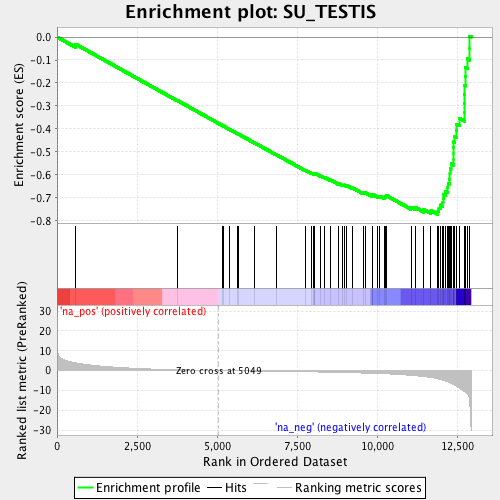 Enrichment plot: SU_TESTIS
Enrichment score (ES)
0.0
-0.1
-0.2
-0.3
-0.4
-0.5
-0.6
-0.7
-0.8
'na_pos' (positively correlated)
Ranked list metric (PreRanked)
30
20
10
0
-10
-20
-30
Zero cross at 5049
'na_neg' (negatively correlated)
0
2,500
5,000
7,500
10,000
12,500
Rank in Ordered Dataset
Enrichment profile
Hits
Ranking metric scores